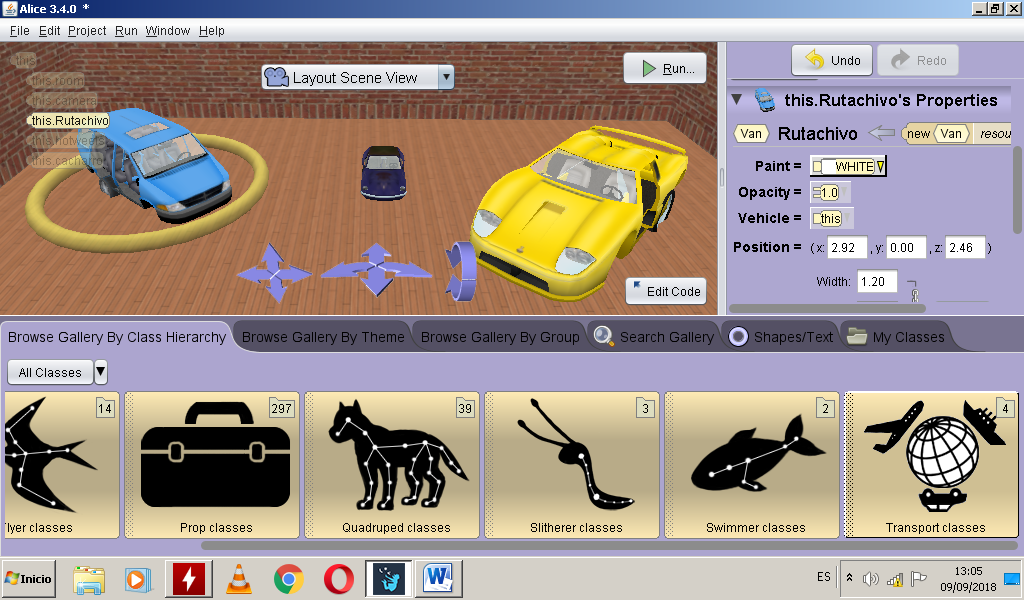 Alice 3.4.0 *
File Edit Project Run Window Help
this
this.room
this.camera
this.Rutachivo
this.hotweels
this.cacharro
Layout Scene View
Run...
Edit Code
Undo Redo
this.Rutachivo's Properties
Van Rutachivo new Van resou
Paint = WHITE
Opacity = 1.0
Vehicle = this
Position = (x: 2.92 , y: 0.00 , z: 2.46 )
Width: 1.20
Browse Gallery By Class Hierarchy Browse Gallery By Theme Browse Gallery By Group Search Gallery Shapes/Text My Classes
All Classes
14 297 39 3 2 4
lyer classes Prop classes Quadruped classes Slitherer classes Swimmer classes Transport classes
Inicio ES 13:05
09/09/2018